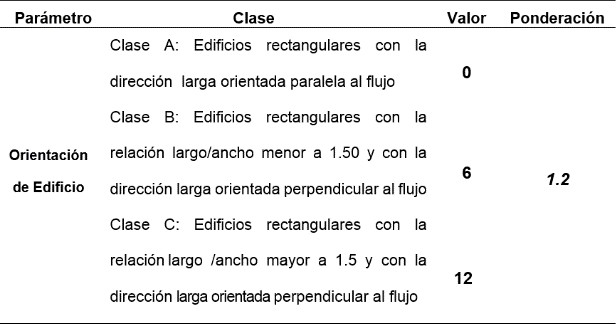 Parámetro Clase Valor Ponderación
Clase A: Edificios rectangulares con la
dirección larga orientada paralela al flujo
0
Clase B: Edificios rectangulares con la
relación largo/ancho menor a 1.50 y con la
dirección larga orientada perpendicular al flujo
Orientación
de Edificio
6
1.2
Clase C: Edificios rectangulares con la
relación largo /ancho mayor a 1.5 y con la
dirección larga orientada perpendicular al flujo
12